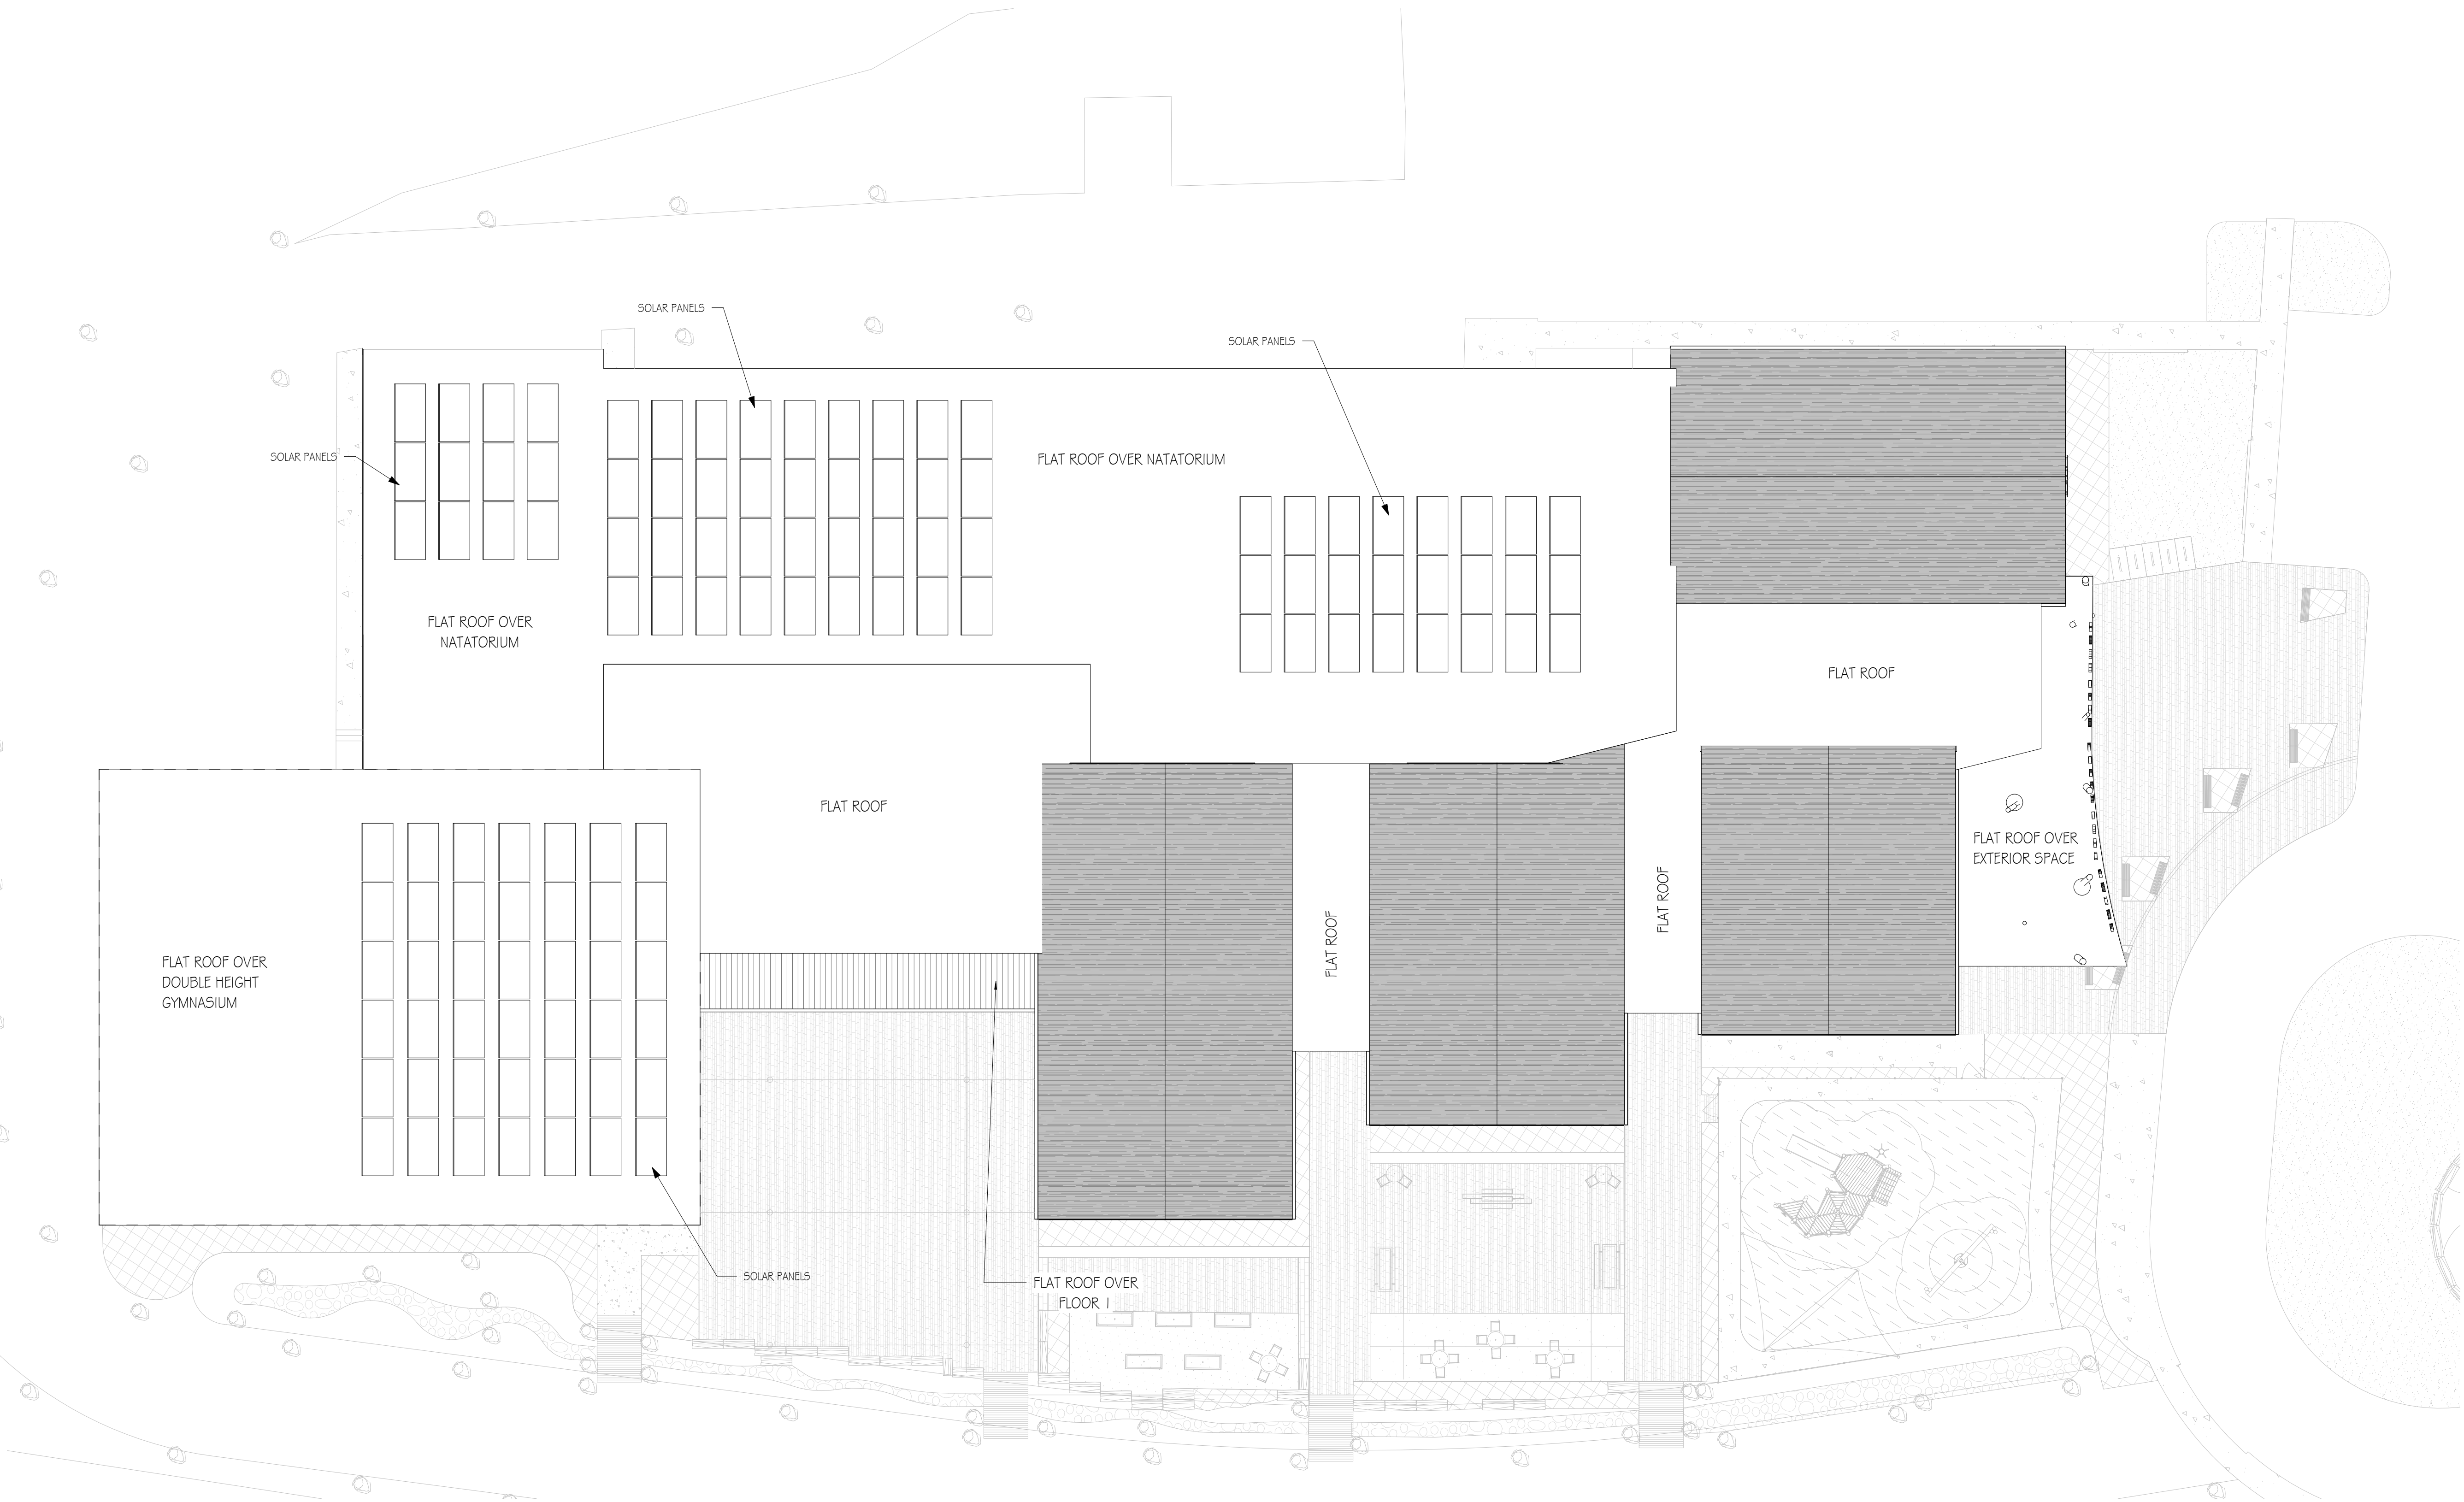 SOLAR PANELS
SOLAR PANELS
SOLAR PANELS
FLAT ROOF OVER NATATORIUM
FLAT ROOF OVER
NATATORIUM
FLAT ROOF
FLAT ROOF
FLAT ROOF OVER
EXTERIOR SPACE
FLAT ROOF
FLAT ROOF
FLAT ROOF OVER
DOUBLE HEIGHT
GYMNASIUM
SOLAR PANELS
FLAT ROOF OVER
FLOOR 1